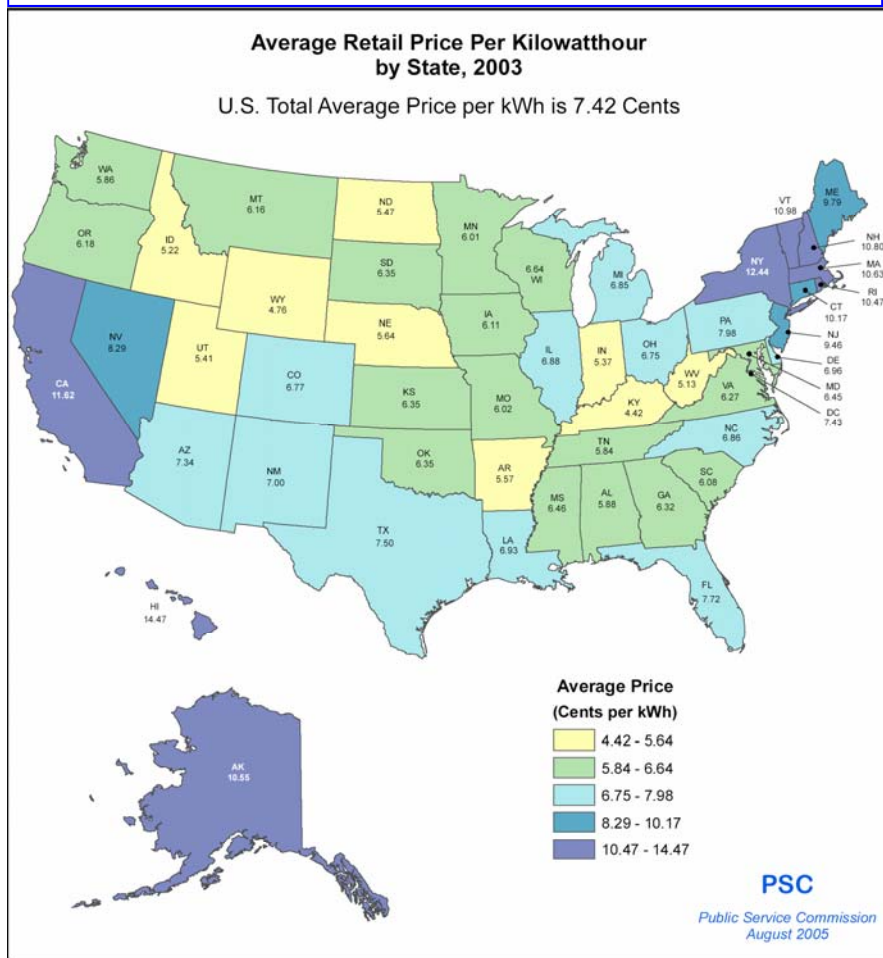 Average Retail Price Per Kilowatthour
by State, 2003
U.S. Total Average Price per kWh is 7.42 Cents
WA
5.86
OR
6.18
CA
11.62
ID
5.22
NV
8.29
MT
6.16
WY
4.76
UT
5.41
AZ
7.34
CO
6.77
NM
7.00
ND
5.47
SD
6.35
NE
5.64
KS
6.35
OK
6.35
TX
7.50
MN
6.01
IA
6.11
MO
6.02
AR
5.57
LA
6.93
6.64
WI
IL
6.88
MI
6.85
IN
5.37
OH
6.75
KY
4.42
TN
5.84
MS
6.46
AL
5.88
GA
6.32
FL
7.72
SC
6.08
NC
6.86
VA
6.27
WV
5.13
PA
7.98
NY
12.44
VT
10.98
ME
9.79
NH
10.80
MA
10.63
RI
10.47
CT
10.17
NJ
9.46
DE
6.96
MD
6.45
DC
7.43
HI
14.47
AK
10.55
Average Price
(Cents per kWh)
4.42 - 5.64
5.84 - 6.64
6.75 - 7.98
8.29 - 10.17
10.47 - 14.47
PSC
Public Service Commission
August 2005